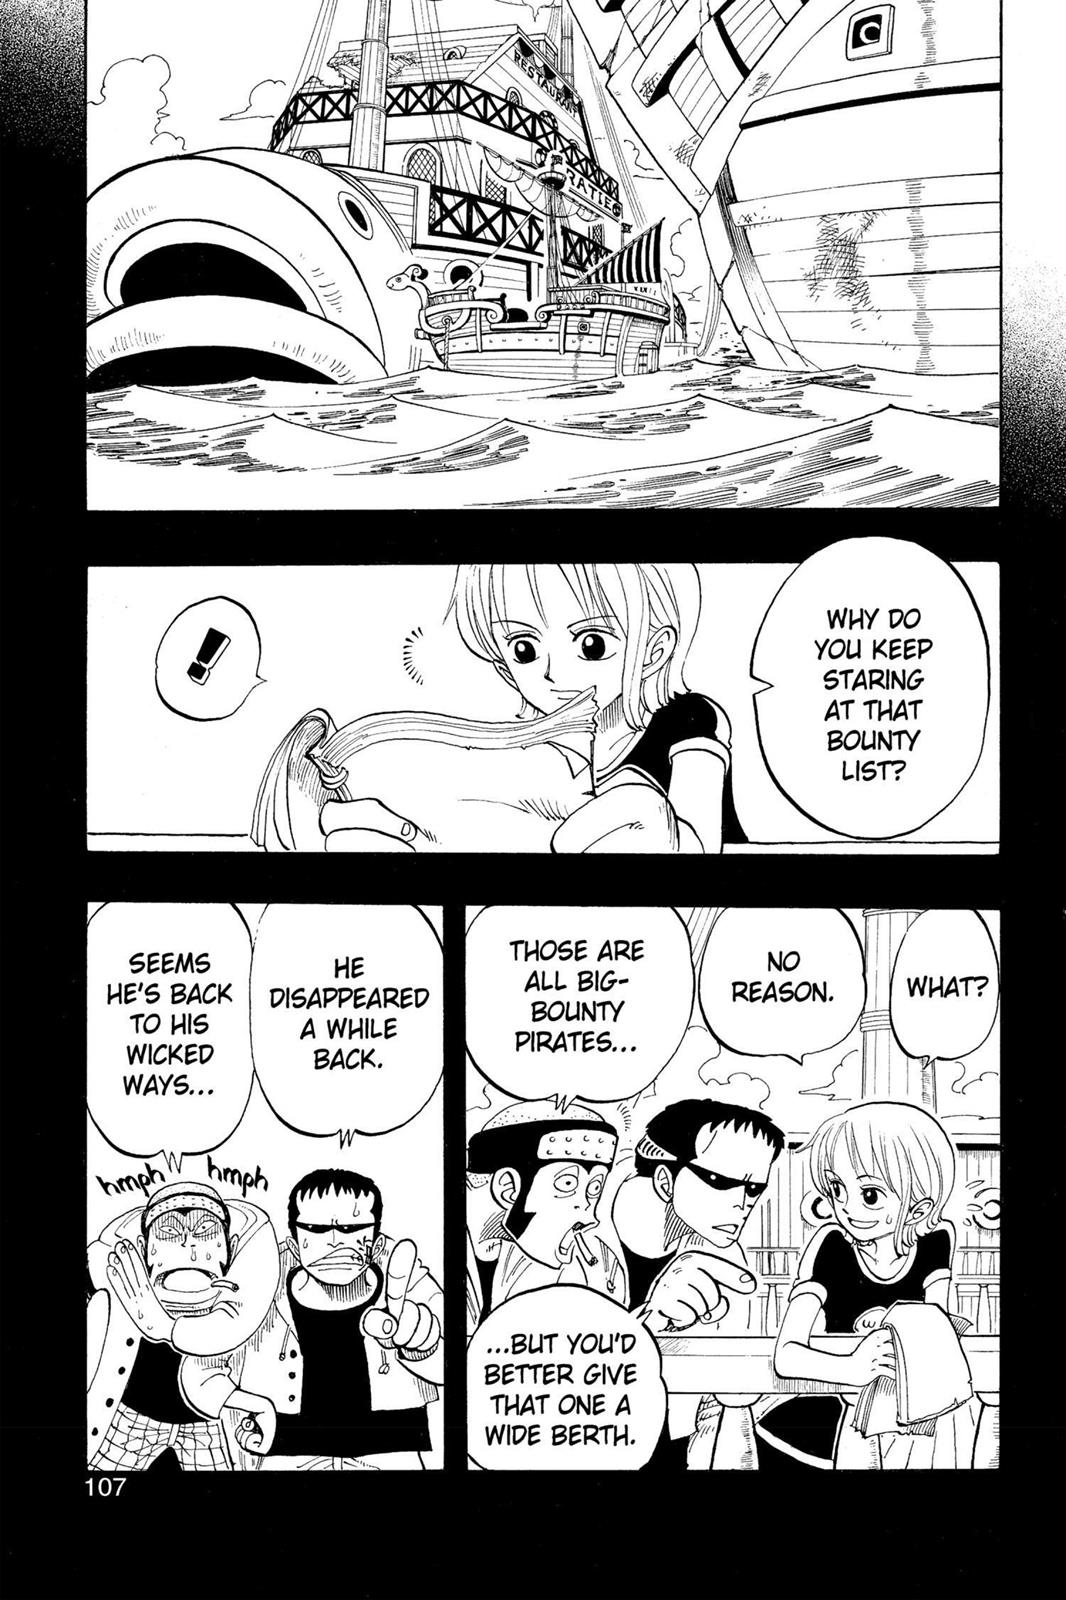 RESTAURANT
RATIE
!
WHY DO
YOU KEEP
STARING
AT THAT
BOUNTY
LIST?
WHAT?
NO
REASON.
THOSE ARE
ALL BIG-
BOUNTY
PIRATES...
...BUT YOU'D
BETTER GIVE
THAT ONE A
WIDE BERTH.
HE
DISAPPEARED
A WHILE
BACK.
SEEMS
HE'S BACK
TO HIS
WICKED
WAYS...
hmph
hmph
107